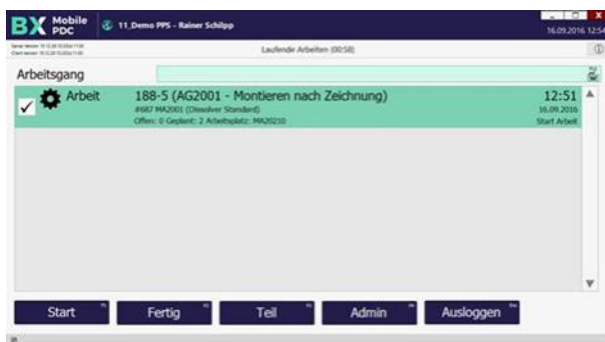 BX Mobile PDC
11_Demo PPS - Rainer Schilpp
16.09.2016 12:54
Laufende Arbeiten (00:58)
Arbeitsgang
Arbeit
188-5 (AG2001 - Montieren nach Zeichnung)
12:51
#687 MA2001 (Dissolver Standard)
16.09.2016
Offen: 0 Geplant: 2 Arbeitsplatz: MA20210
Start Arbeit
Start
Fertig
Teil
Admin
Ausloggen